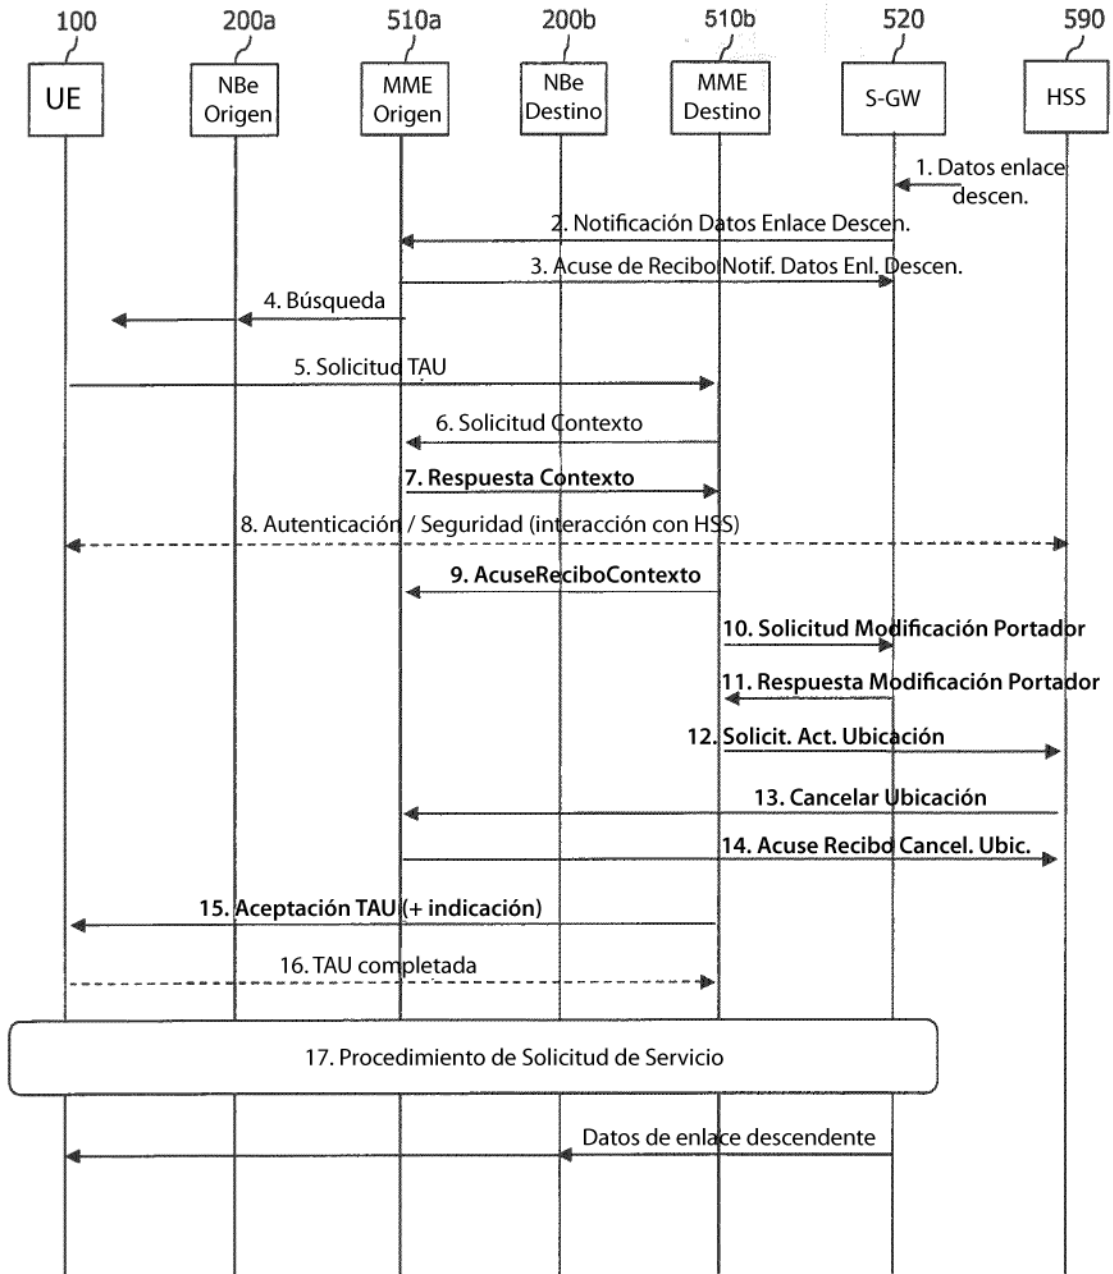 100 200a 510a 200b 510b 520 590
UE
NBe
Origen
MME
Origen
NBe
Destino
MME
Destino
S-GW
HSS
1. Datos enlace
descen.
2. Notificación Datos Enlace Descen.
3. Acuse de Recibo Notif. Datos Enl. Descen.
4. Búsqueda
5. Solicitud TAU
6. Solicitud Contexto
7. Respuesta Contexto
8. Autenticación / Seguridad (interacción con HSS)
9. AcuseReciboContexto
10. Solicitud Modificación Portador
11. Respuesta Modificación Portador
12. Solicit. Act. Ubicación
13. Cancelar Ubicación
14. Acuse Recibo Cancel. Ubic.
15. Aceptación TAU (+ indicación)
16. TAU completada
17. Procedimiento de Solicitud de Servicio
Datos de enlace descendente